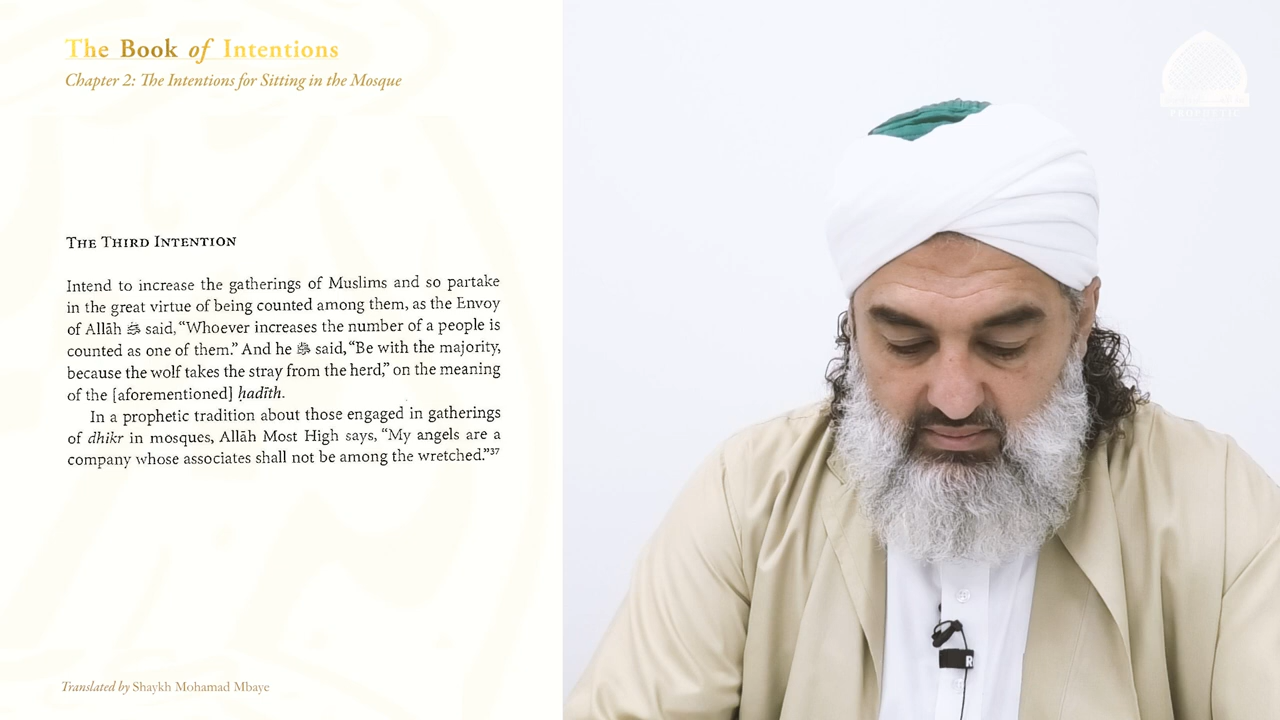 The Book of Intentions
Chapter 2: The Intentions for Sitting in the Mosque
THE THIRD INTENTION
Intend to increase the gatherings of Muslims and so partake
in the great virtue of being counted among them, as the Envoy
of Allāh ﷺ said, “Whoever increases the number of a people is
counted as one of them.” And he ﷺ said, “Be with the majority,
because the wolf takes the stray from the herd,” on the meaning
of the [aforementioned] ḥadīth.
In a prophetic tradition about those engaged in gatherings
of dhikr in mosques, Allāh Most High says, “My angels are a
company whose associates shall not be among the wretched.”37
Translated by Shaykh Mohamad Mbaye
PROPHETIC
R